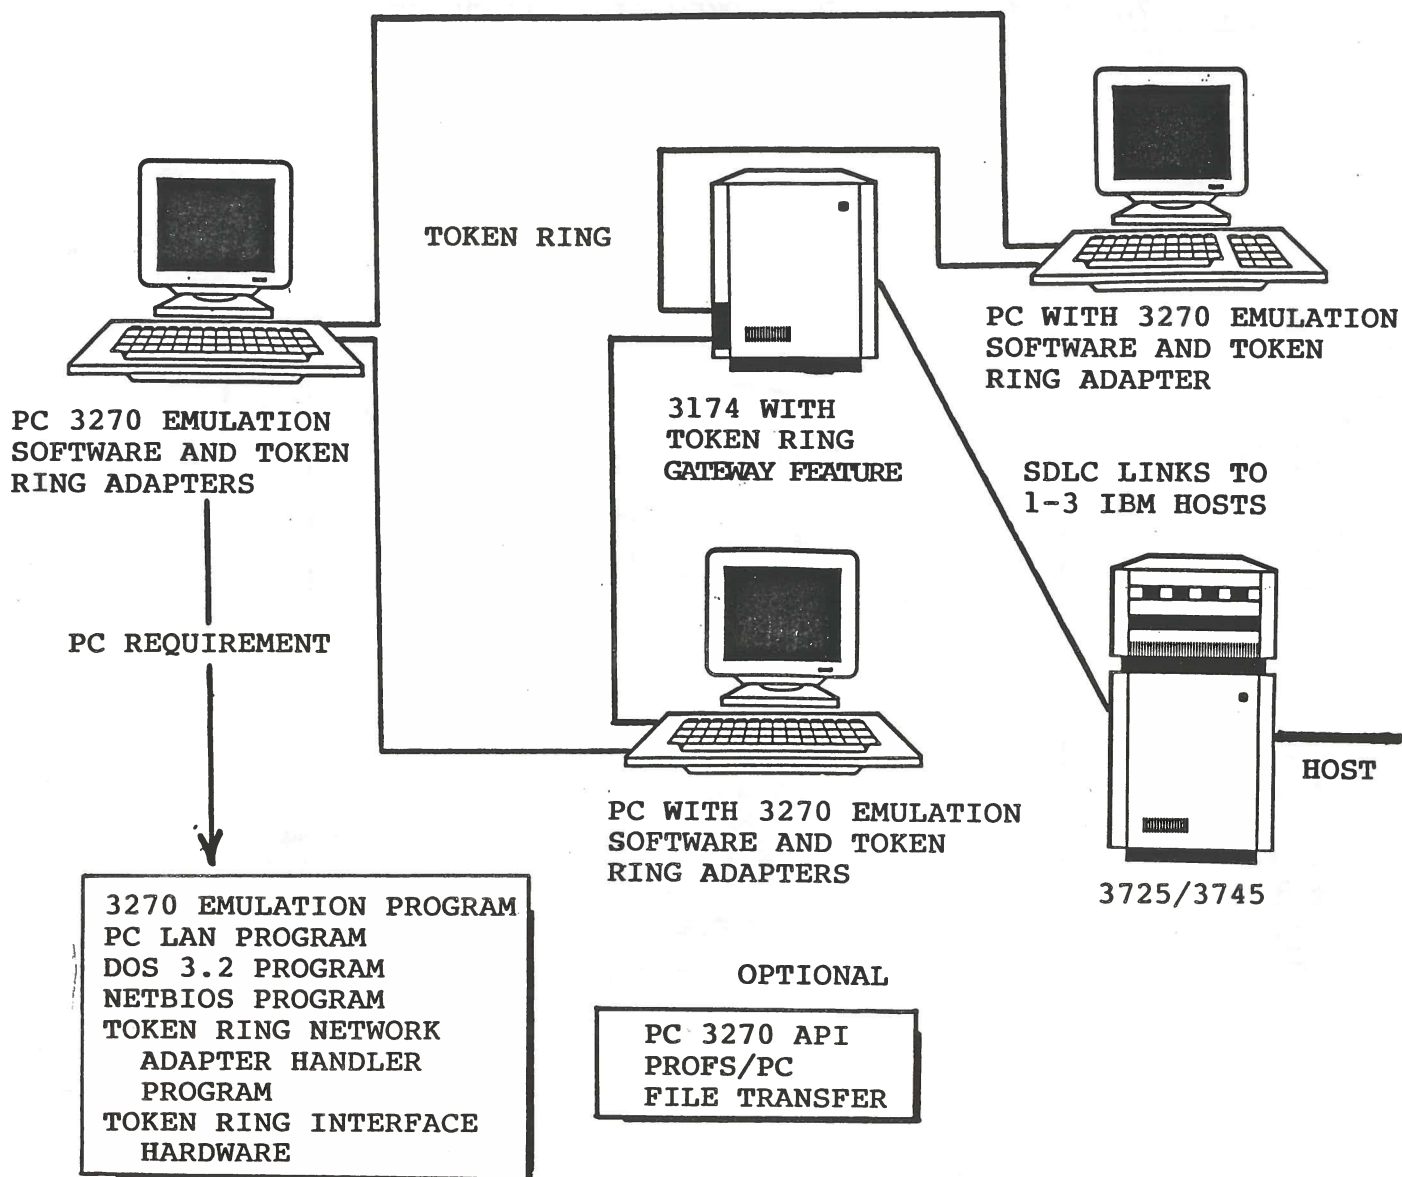 TOKEN RING
PC WITH 3270 EMULATION
SOFTWARE AND TOKEN
RING ADAPTER
PC 3270 EMULATION
SOFTWARE AND TOKEN
RING ADAPTERS
3174 WITH
TOKEN RING
GATEWAY FEATURE
SDLC LINKS TO
1-3 IBM HOSTS
PC REQUIREMENT
HOST
PC WITH 3270 EMULATION
SOFTWARE AND TOKEN
RING ADAPTERS
3725/3745
3270 EMULATION PROGRAM
PC LAN PROGRAM
DOS 3.2 PROGRAM
NETBIOS PROGRAM
TOKEN RING NETWORK
ADAPTER HANDLER
PROGRAM
TOKEN RING INTERFACE
HARDWARE
OPTIONAL
PC 3270 API
PROFS/PC
FILE TRANSFER